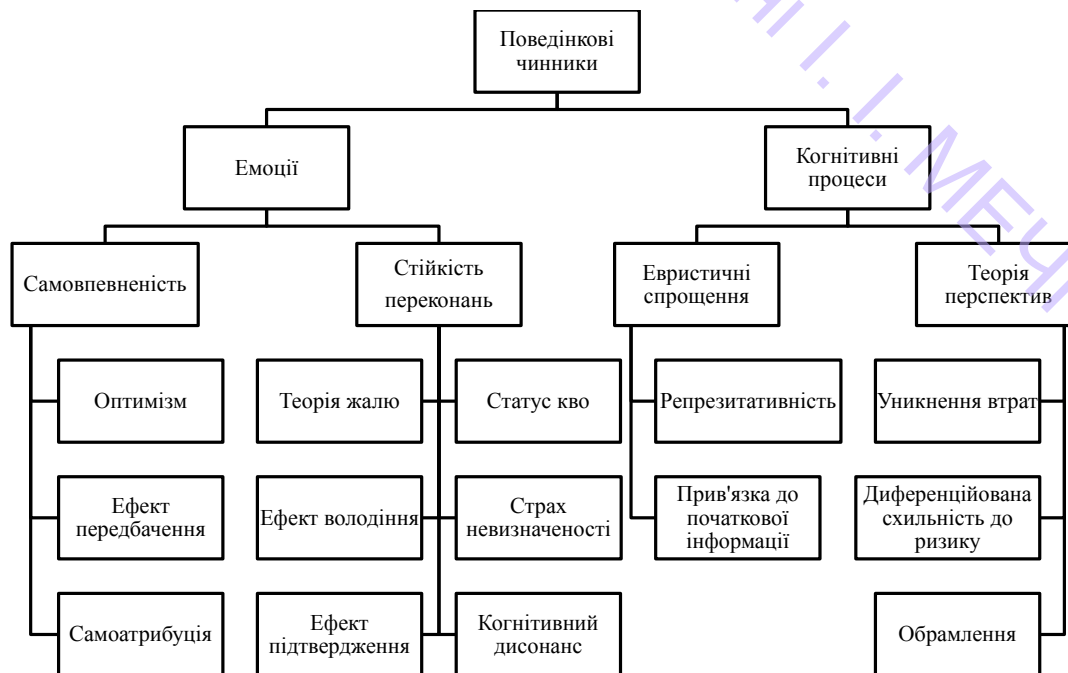 Поведінкові
чинники
Емоції
Когнітивні
процеси
Самовпевненість
Стійкість
переконань
Евристичні
спрощення
Теорія
перспектив
Оптимізм
Теорія жалю
Статус кво
Репрезитативність
Уникнення втрат
Ефект
передбачення
Ефект володіння
Страх
невизначеності
Прив'язка до
початкової
інформації
Диференційована
схильність до
ризику
Самоатрибуція
Ефект
підтвердження
Когнітивний
дисонанс
Обрамлення
І. І. МЕЧ